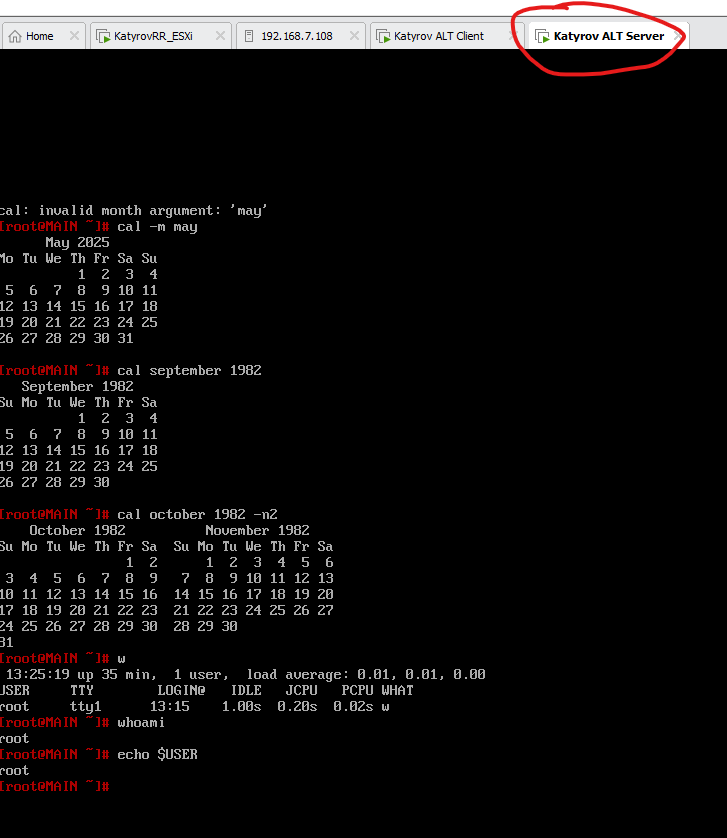 Home KatyrovRR_ESXi 192.168.7.108 Katyrov ALT Client Katyrov ALT Server
cal: invalid month argument: 'may'
[root@MAIN ~]# cal -m may
May 2025
Mo Tu We Th Fr Sa Su
1 2 3 4
5 6 7 8 9 10 11
12 13 14 15 16 17 18
19 20 21 22 23 24 25
26 27 28 29 30 31
[root@MAIN ~]# cal september 1982
September 1982
Su Mo Tu We Th Fr Sa
1 2 3 4
5 6 7 8 9 10 11
12 13 14 15 16 17 18
19 20 21 22 23 24 25
26 27 28 29 30
[root@MAIN ~]# cal october 1982 -n2
October 1982 November 1982
Su Mo Tu We Th Fr Sa Su Mo Tu We Th Fr Sa
1 2 1 2 3 4 5 6
3 4 5 6 7 8 9 7 8 9 10 11 12 13
10 11 12 13 14 15 16 14 15 16 17 18 19 20
17 18 19 20 21 22 23 21 22 23 24 25 26 27
24 25 26 27 28 29 30 28 29 30
31
[root@MAIN ~]# w
13:25:19 up 35 min, 1 user, load average: 0.01, 0.01, 0.00
USER TTY LOGIN@ IDLE JCPU PCPU WHAT
root tty1 13:15 1.00s 0.20s 0.02s w
[root@MAIN ~]# whoami
root
[root@MAIN ~]# echo $USER
root
[root@MAIN ~]#